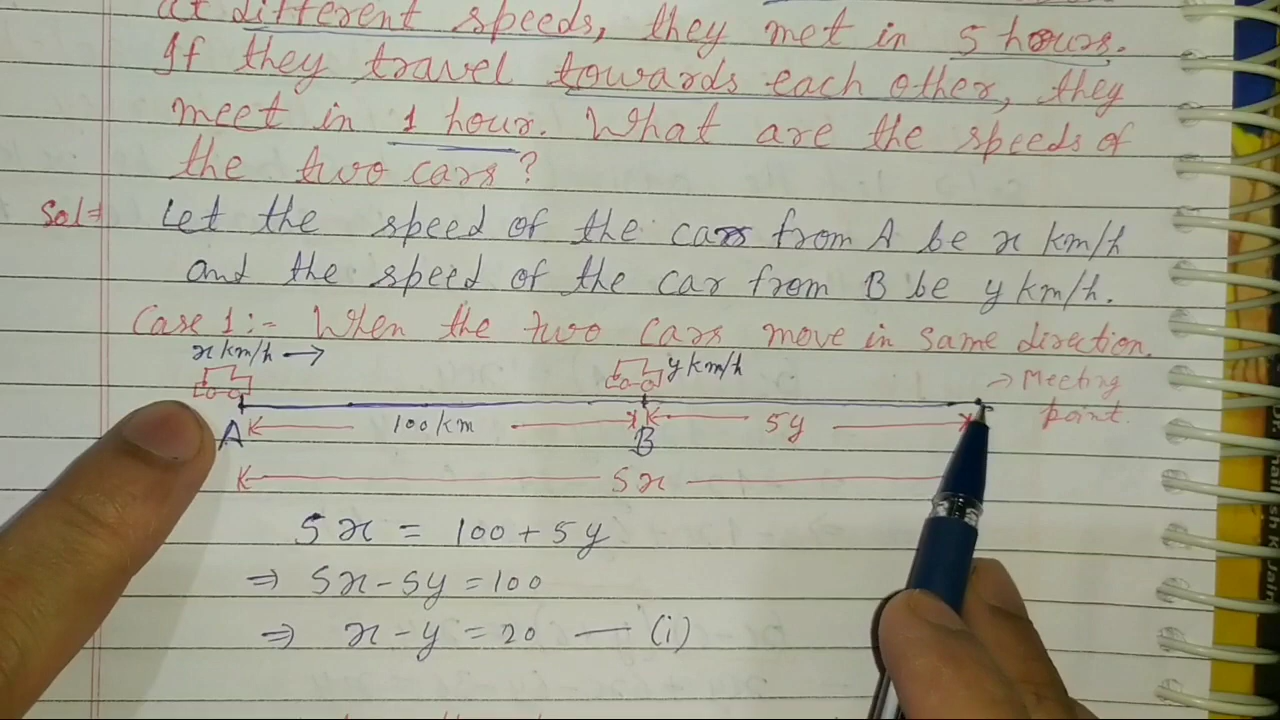 at different speeds, they met in 5 hours.
If they travel towards each other, they
meet in 1 hour. What are the speeds of
the two cars?
Sol⇒ Let the speed of the cars from A be x km/h
and the speed of the car from B be y km/h.
Case 1:- When the two cars move in same direction.
x km/h → y km/h → Meeting
point.
100 km 5y
A B
5x
5x = 100 + 5y
⇒ 5x - 5y = 100
⇒ x - y = 20 — (i)